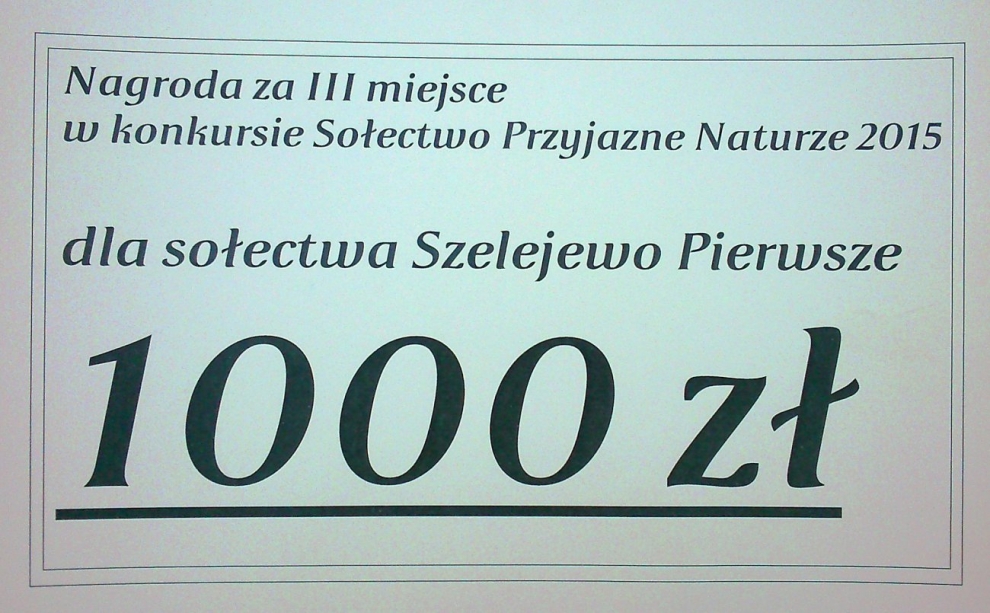 Nagroda za III miejsce
w konkursie Sołectwo Przyjazne Naturze 2015
dla sołectwa Szelejewo Pierwsze
1000 zł